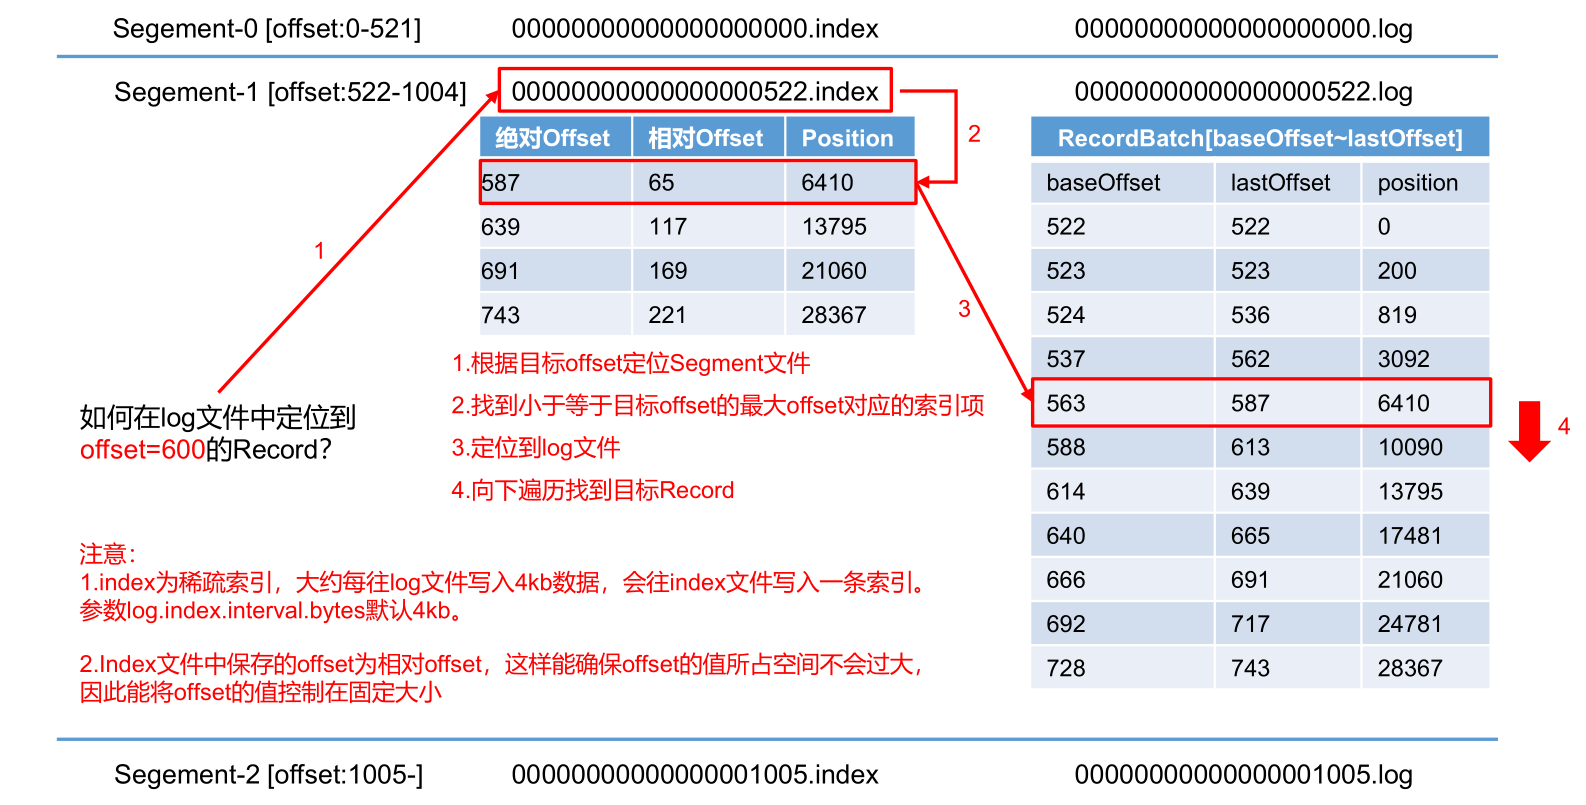 Segement-0 [offset:0-521] 00000000000000000000.index 00000000000000000000.log
Segement-1 [offset:522-1004] 00000000000000000522.index 00000000000000000522.log
绝对Offset 相对Offset Position
587 65 6410
639 117 13795
691 169 21060
743 221 28367
RecordBatch[baseOffset~lastOffset]
baseOffset lastOffset position
522 522 0
523 523 200
524 536 819
537 562 3092
563 587 6410
588 613 10090
614 639 13795
640 665 17481
666 691 21060
692 717 24781
728 743 28367
1
2
3
4
1.根据目标offset定位Segment文件
2.找到小于等于目标offset的最大offset对应的索引项
3.定位到log文件
4.向下遍历找到目标Record
如何在log文件中定位到
offset=600的Record？
注意：
1.index为稀疏索引，大约每往log文件写入4kb数据，会往index文件写入一条索引。
参数log.index.interval.bytes默认4kb。
2.Index文件中保存的offset为相对offset，这样能确保offset的值所占空间不会过大，
因此能将offset的值控制在固定大小
Segement-2 [offset:1005-] 00000000000000001005.index 00000000000000001005.log